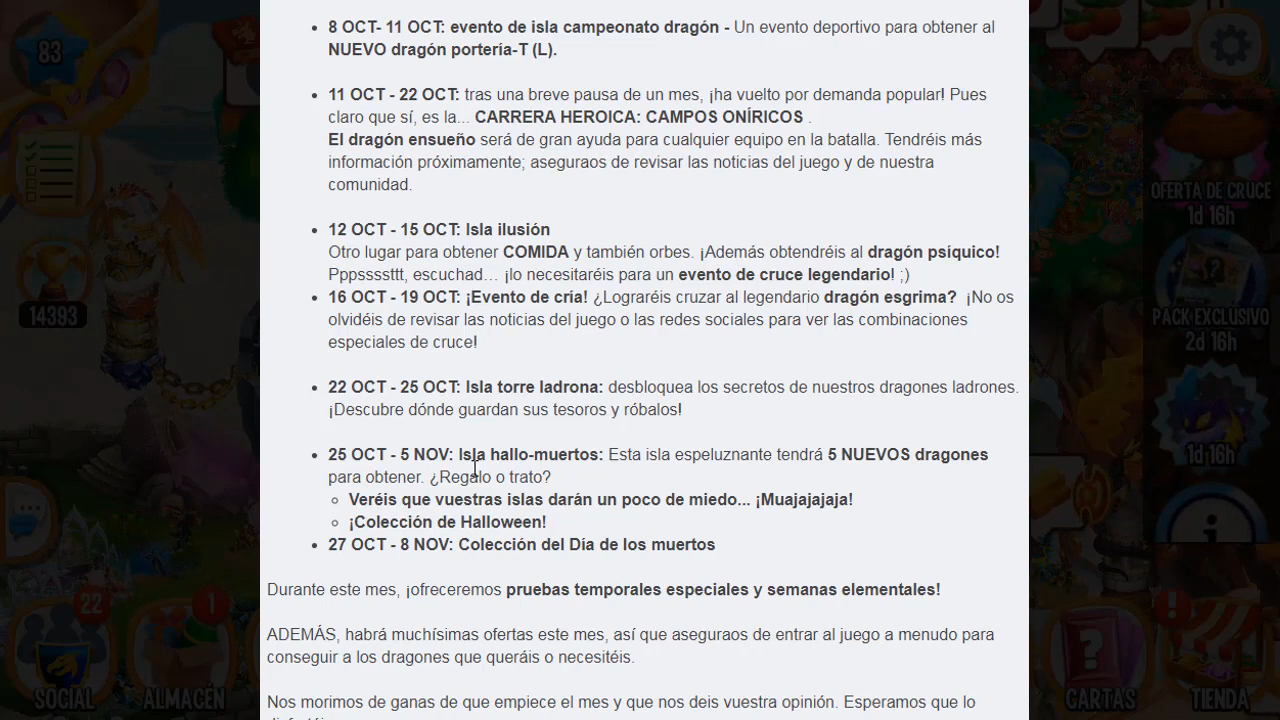 8 OCT- 11 OCT: evento de isla campeonato dragón - Un evento deportivo para obtener al
NUEVO dragón portería-T (L).
11 OCT - 22 OCT: tras una breve pausa de un mes, ¡ha vuelto por demanda popular! Pues
claro que sí, es la... CARRERA HEROICA: CAMPOS ONÍRICOS .
El dragón ensueño será de gran ayuda para cualquier equipo en la batalla. Tendréis más
información próximamente; aseguraos de revisar las noticias del juego y de nuestra
comunidad.
12 OCT - 15 OCT: Isla ilusión
Otro lugar para obtener COMIDA y también orbes. ¡Además obtendréis al dragón psíquico!
Pppssssttt, escuchad… ¡lo necesitaréis para un evento de cruce legendario! ;)
16 OCT - 19 OCT: ¡Evento de cría! ¿Lograréis cruzar al legendario dragón esgrima? ¡No os
olvidéis de revisar las noticias del juego o las redes sociales para ver las combinaciones
especiales de cruce!
22 OCT - 25 OCT: Isla torre ladrona: desbloquea los secretos de nuestros dragones ladrones.
¡Descubre dónde guardan sus tesoros y róbalos!
25 OCT - 5 NOV: Isla hallo-muertos: Esta isla espeluznante tendrá 5 NUEVOS dragones
para obtener. ¿Regalo o trato?
Veréis que vuestras islas darán un poco de miedo... ¡Muajajajaja!
¡Colección de Halloween!
27 OCT - 8 NOV: Colección del Día de los muertos
Durante este mes, ¡ofreceremos pruebas temporales especiales y semanas elementales!
ADEMÁS, habrá muchísimas ofertas este mes, así que aseguraos de entrar al juego a menudo para
conseguir a los dragones que queráis o necesitéis.
Nos morimos de ganas de que empiece el mes y que nos deis vuestra opinión. Esperamos que lo
83
14393
22
SOCIAL
1
ALMACÉN
OFERTA DE CRUCE
1d 16h
PACK EXCLUSIVO
2d 16h
CARTAS
TIENDA